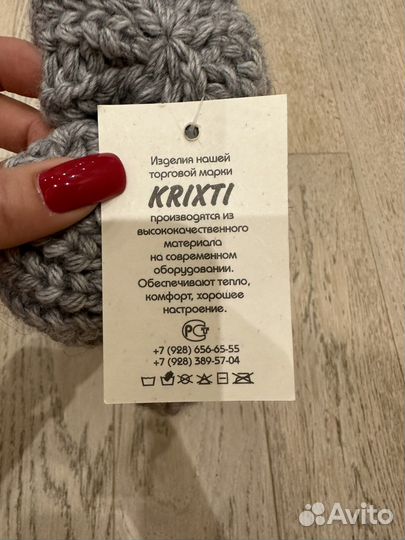 Изделия нашей
торговой марки
KRIXTI
производятся из
высококачественного
материала
на современном
оборудовании.
Обеспечивают тепло,
комфорт, хорошее
настроение.
РСТ
+7 (928) 656-65-55
+7 (928) 389-57-04
Avito